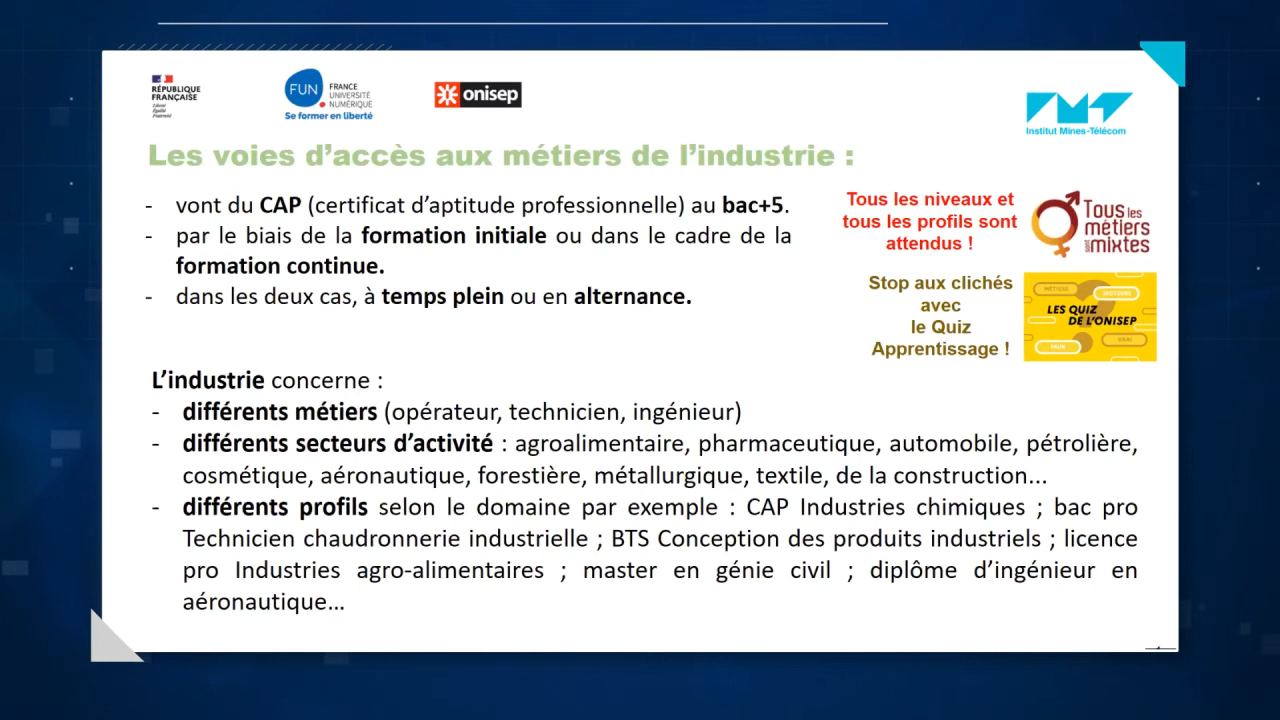 RÉPUBLIQUE
FRANÇAISE
Liberté
Égalité
Fraternité
FUN
FRANCE
UNIVERSITÉ
NUMÉRIQUE
Se former en liberté
onisep
Institut Mines-Télécom
Les voies d’accès aux métiers de l’industrie :
- vont du CAP (certificat d’aptitude professionnelle) au bac+5.
- par le biais de la formation initiale ou dans le cadre de la
formation continue.
- dans les deux cas, à temps plein ou en alternance.
Tous les niveaux et
tous les profils sont
attendus !
Tous les
métiers
sont mixtes
Stop aux clichés
avec
le Quiz
Apprentissage !
MÉTIERS
LES QUIZ
DE L’ONISEP
VRAI
FAUX
L’industrie concerne :
- différents métiers (opérateur, technicien, ingénieur)
- différents secteurs d’activité : agroalimentaire, pharmaceutique, automobile, pétrolière,
cosmétique, aéronautique, forestière, métallurgique, textile, de la construction...
- différents profils selon le domaine par exemple : CAP Industries chimiques ; bac pro
Technicien chaudronnerie industrielle ; BTS Conception des produits industriels ; licence
pro Industries agro-alimentaires ; master en génie civil ; diplôme d’ingénieur en
aéronautique…